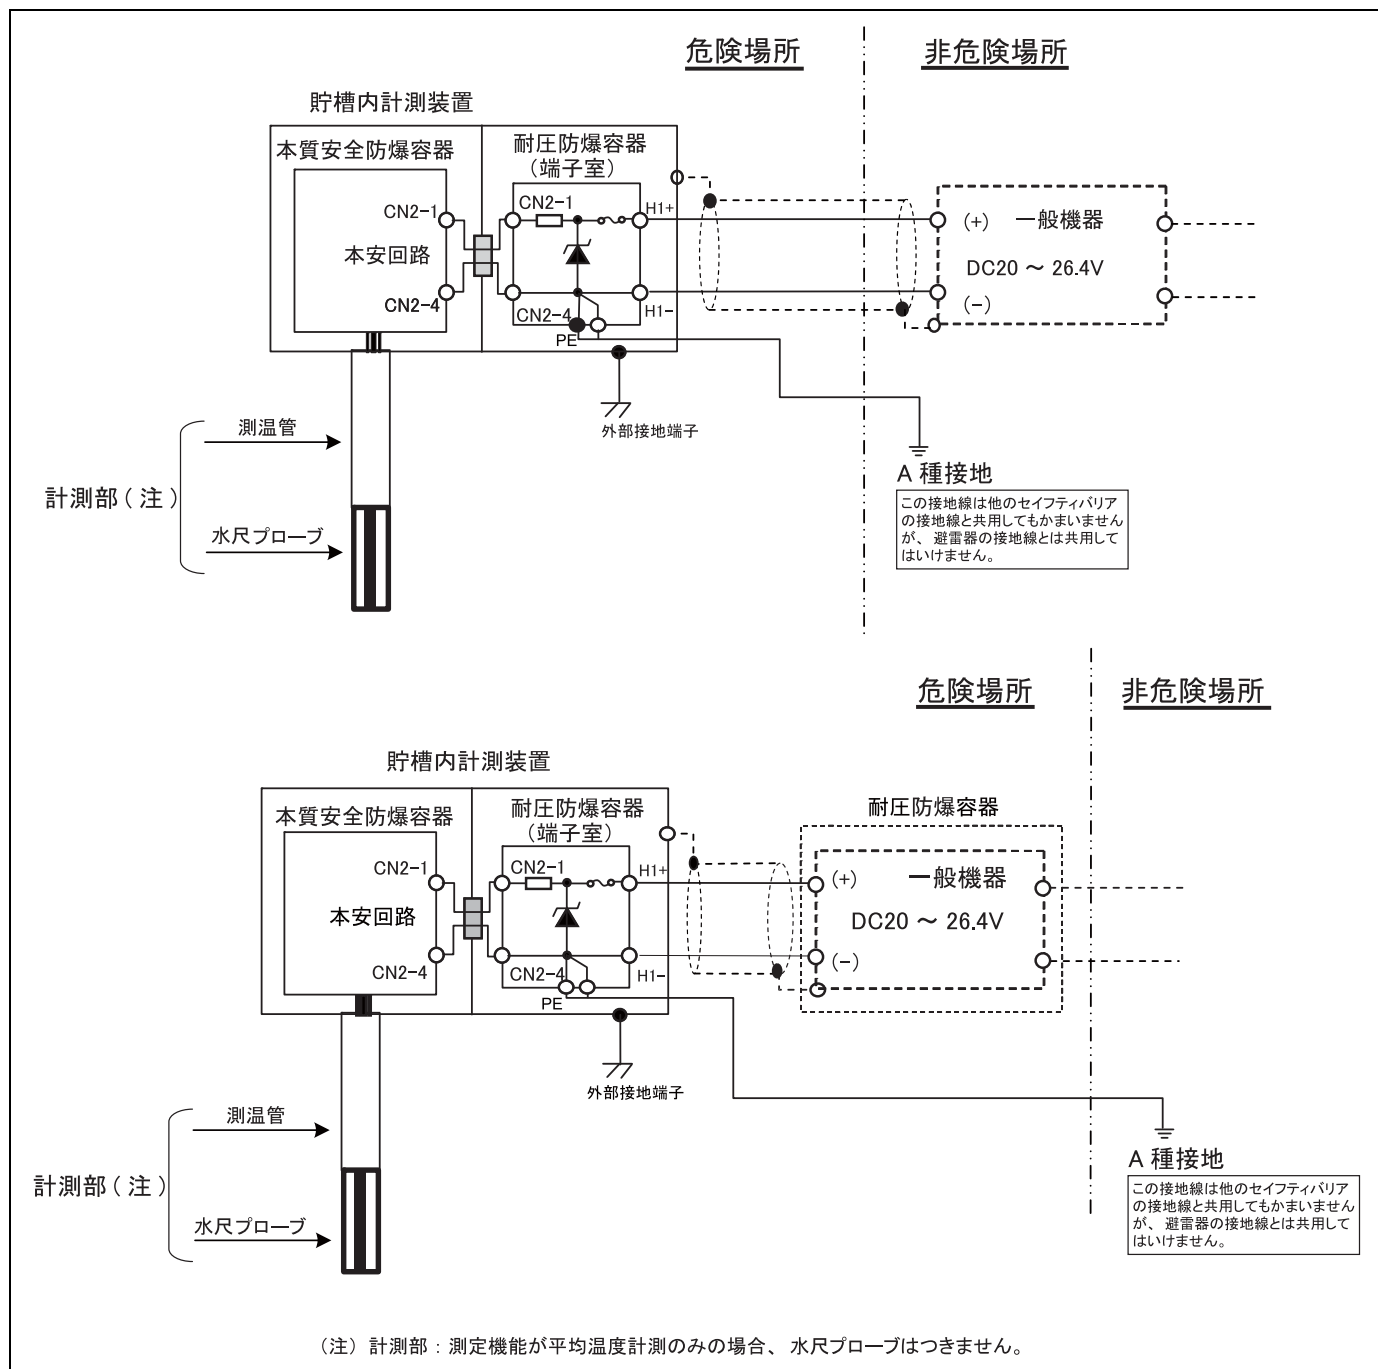 危険場所
非危険場所
貯槽内計測装置
本質安全防爆容器
耐圧防爆容器
(端子室)
CN2-1
CN2-1
H1+
(+)
一般機器
本安回路
DC20 ～ 26.4V
CN2-4
CN2-4
H1-
(-)
PE
外部接地端子
測温管
計測部(注)
水尺プローブ
A 種接地
この接地線は他のセイフティバリア
の接地線と共用してもかまいません
が、避雷器の接地線とは共用して
はいけません。
危険場所
非危険場所
貯槽内計測装置
本質安全防爆容器
耐圧防爆容器
(端子室)
耐圧防爆容器
CN2-1
CN2-1
H1+
(+)
一般機器
本安回路
DC20 ～ 26.4V
CN2-4
CN2-4
H1-
(-)
PE
外部接地端子
測温管
計測部(注)
水尺プローブ
A 種接地
この接地線は他のセイフティバリア
の接地線と共用してもかまいません
が、避雷器の接地線とは共用して
はいけません。
(注) 計測部：測定機能が平均温度計測のみの場合、水尺プローブはつきません。